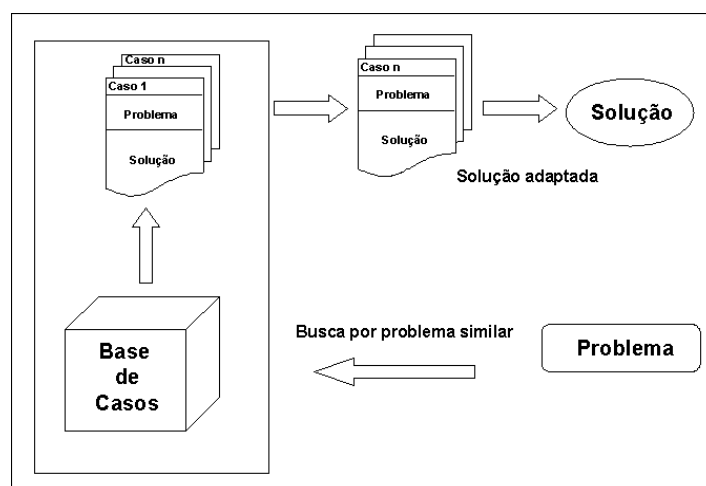 Caso n
Caso 1
Problema
Solução
Caso n
Problema
Solução
Solução
Solução adaptada
Busca por problema similar
Problema
Base
de
Casos